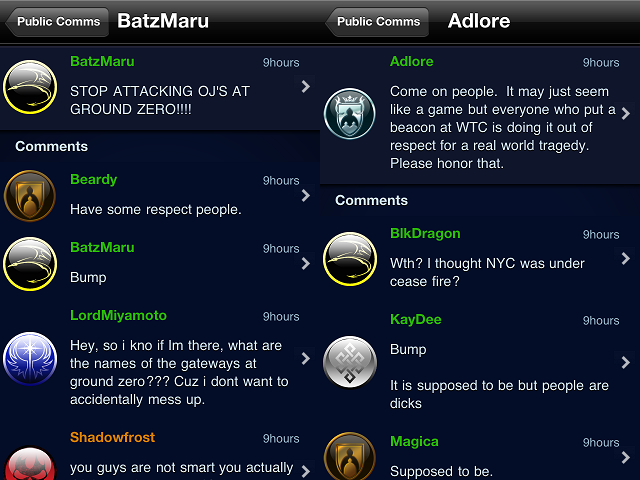 Public Comms
BatzMaru
BatzMaru
9hours
STOP ATTACKING OJ'S AT
GROUND ZERO!!!!
Comments
Beardy
9hours
Have some respect people.
BatzMaru
9hours
Bump
LordMiyamoto
9hours
Hey, so i kno if Im there, what are
the names of the gateways at
ground zero??? Cuz i dont want to
accidentally mess up.
Shadowfrost
9hours
you guys are not smart you actually
Public Comms
Adlore
Adlore
9hours
Come on people. It may just seem
like a game but everyone who put a
beacon at WTC is doing it out of
respect for a real world tragedy.
Please honor that.
Comments
BlkDragon
9hours
Wth? I thought NYC was under
cease fire?
KayDee
9hours
Bump
It is supposed to be but people are
dicks
Magica
9hours
Supposed to be.